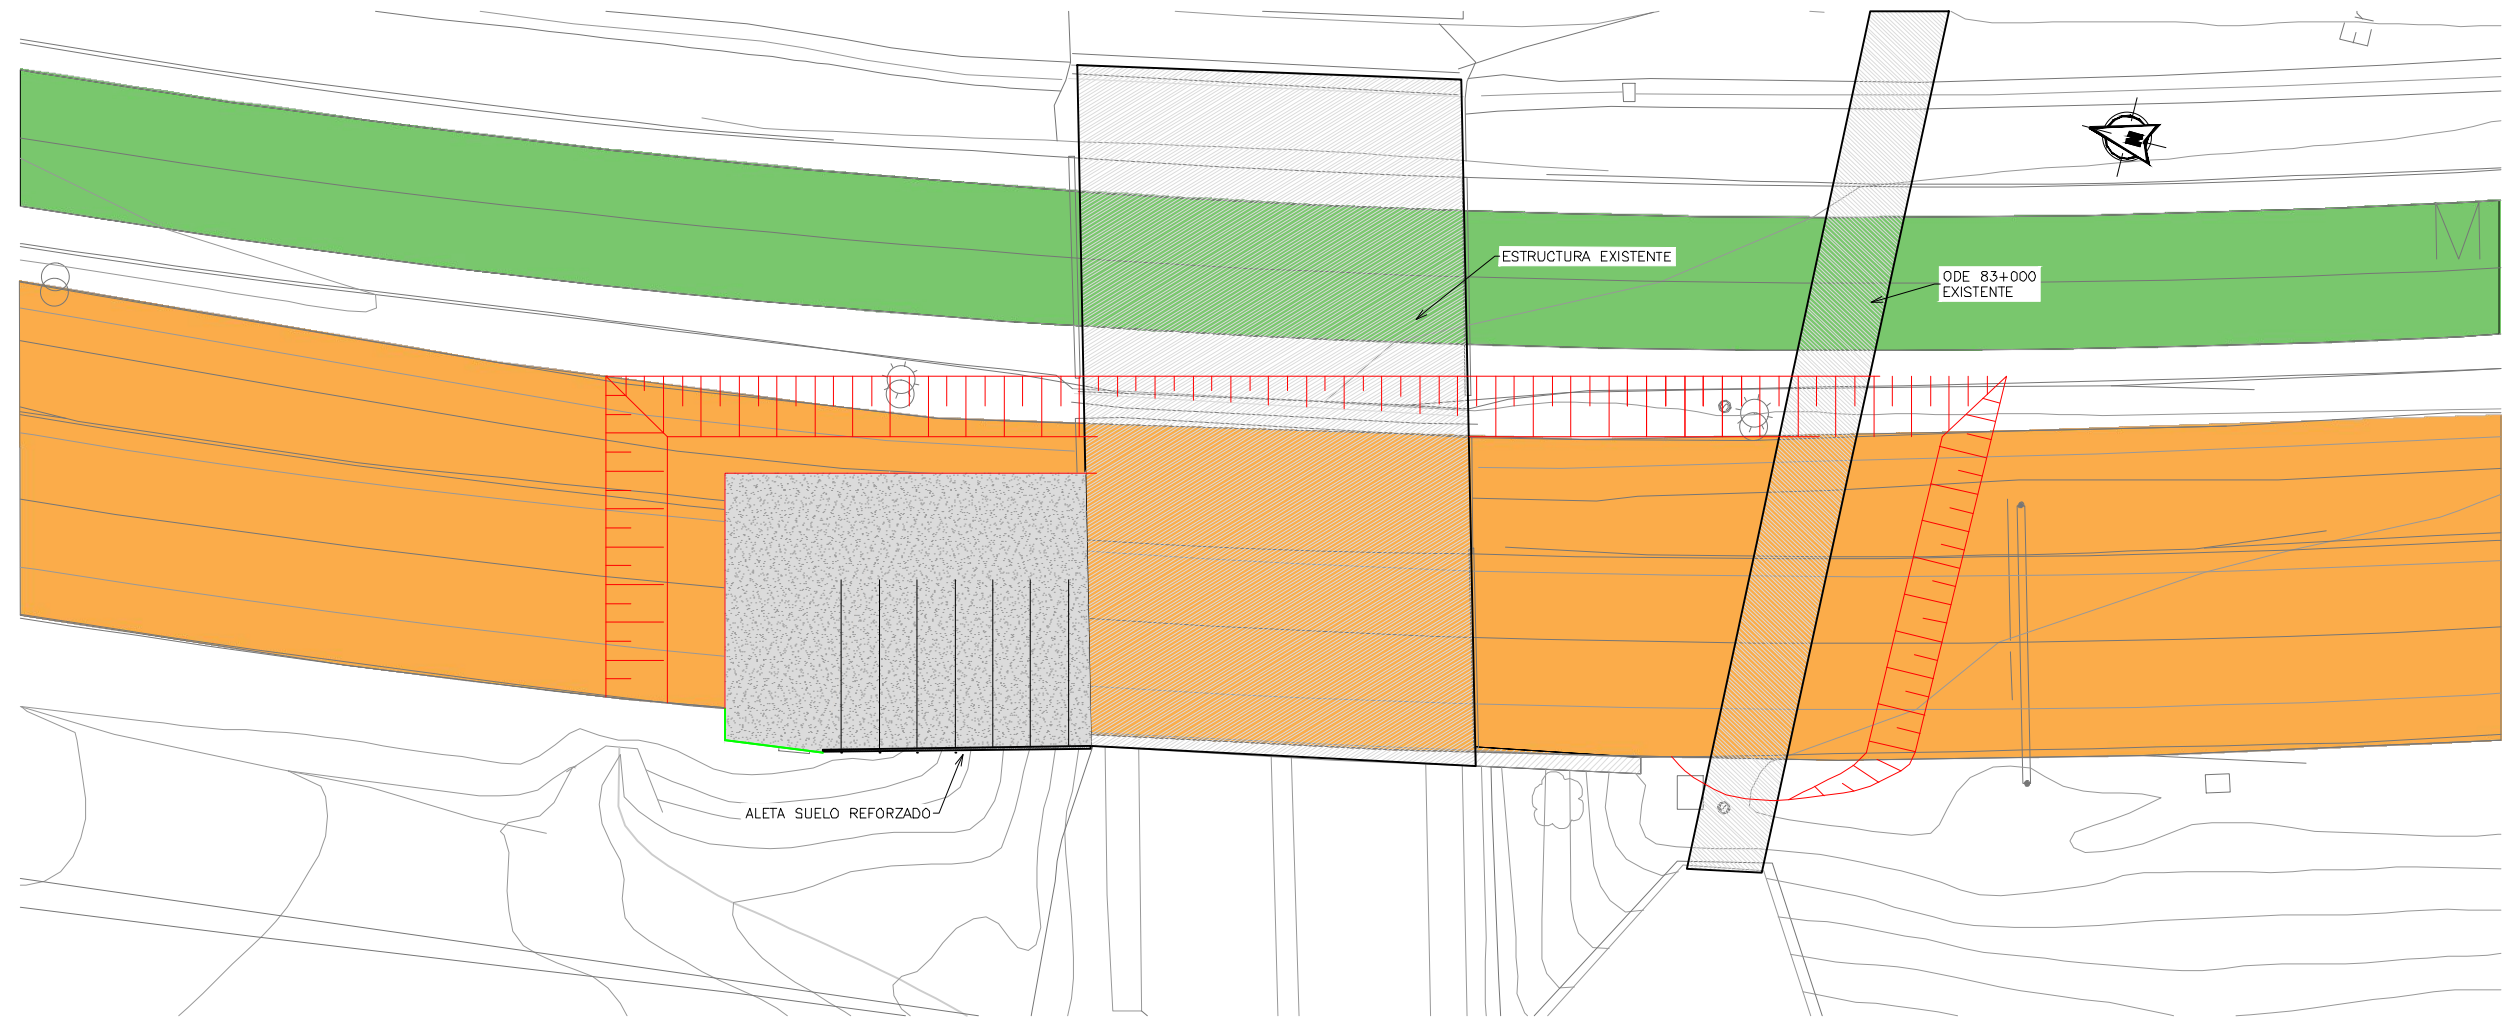 ESTRUCTURA EXISTENTE
ODE 83+000
EXISTENTE
ALETA SUELO REFORZADO